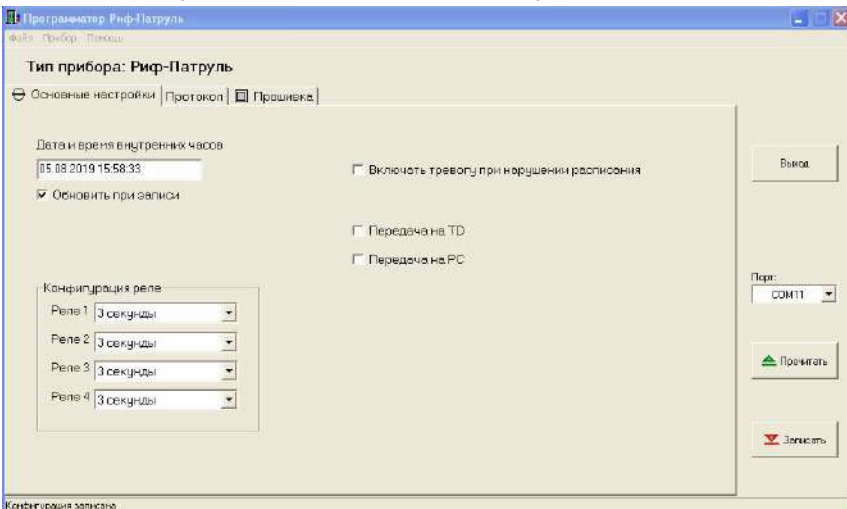 Программатор Риф-Патруль
Файл Прибор Помощь
Тип прибора: Риф-Патруль
Основные настройки Протокол Прошивка
Дата и время внутренних часов
05.08.2019 15:58:33
Обновить при записи
Включать тревогу при нарушении расписания
Передача на TD
Передача на PC
Конфигурация реле
Реле 1 3 секунды
Реле 2 3 секунды
Реле 3 3 секунды
Реле 4 3 секунды
Выход
Порт:
COM11
Прочитать
Записать
Конфигурация записана